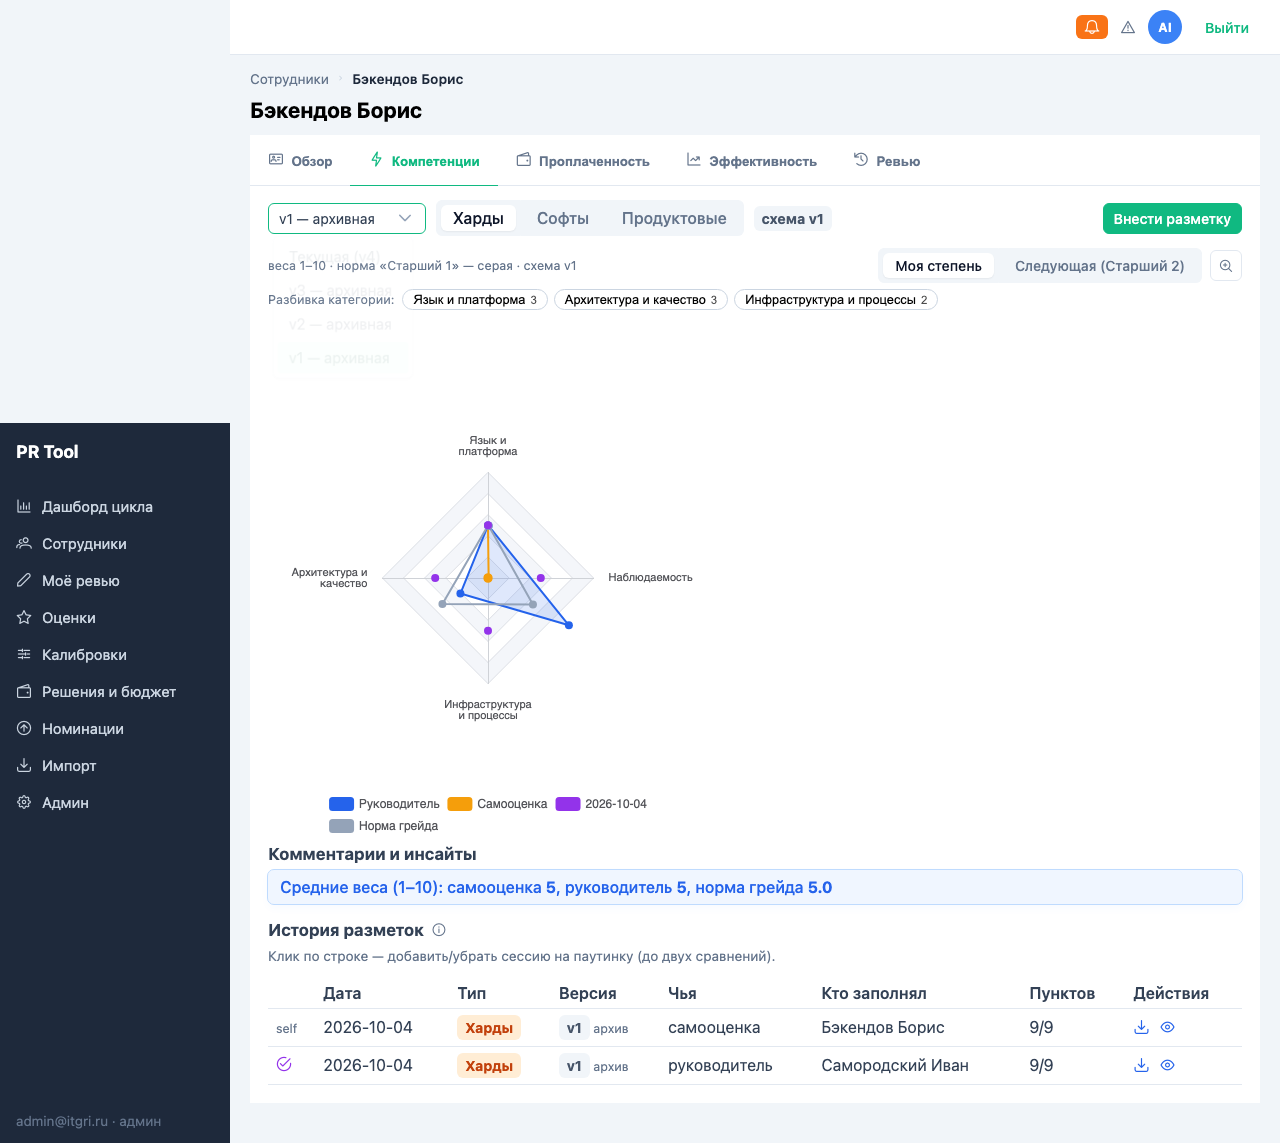 AI
Выйти
Сотрудники
Бэкендов Борис
Бэкендов Борис
Обзор
Компетенции
Проплаченность
Эффективность
Ревью
v1 — архивная
Харды
Софты
Продуктовые
схема v1
Внести разметку
Текущая (v4)
веса 1–10 · норма «Старший 1» — серая · схема v1
Моя степень
Следующая (Старший 2)
v3 — архивная
Разбивка категории:
Язык и платформа 3
Архитектура и качество 3
Инфраструктура и процессы 2
v2 — архивная
v1 — архивная
Язык и
платформа
Архитектура и
качество
Наблюдаемость
Инфраструктура
и процессы
Руководитель
Самооценка
2026-10-04
Норма грейда
Комментарии и инсайты
Средние веса (1–10): самооценка 5, руководитель 5, норма грейда 5.0
История разметок
Клик по строке — добавить/убрать сессию на паутинку (до двух сравнений).
Дата Тип Версия Чья Кто заполнял Пунктов Действия
self 2026-10-04 Харды v1 архив самооценка Бэкендов Борис 9/9
2026-10-04 Харды v1 архив руководитель Самородский Иван 9/9
PR Tool
Дашборд цикла
Сотрудники
Моё ревью
Оценки
Калибровки
Решения и бюджет
Номинации
Импорт
Админ
admin@itgri.ru · админ